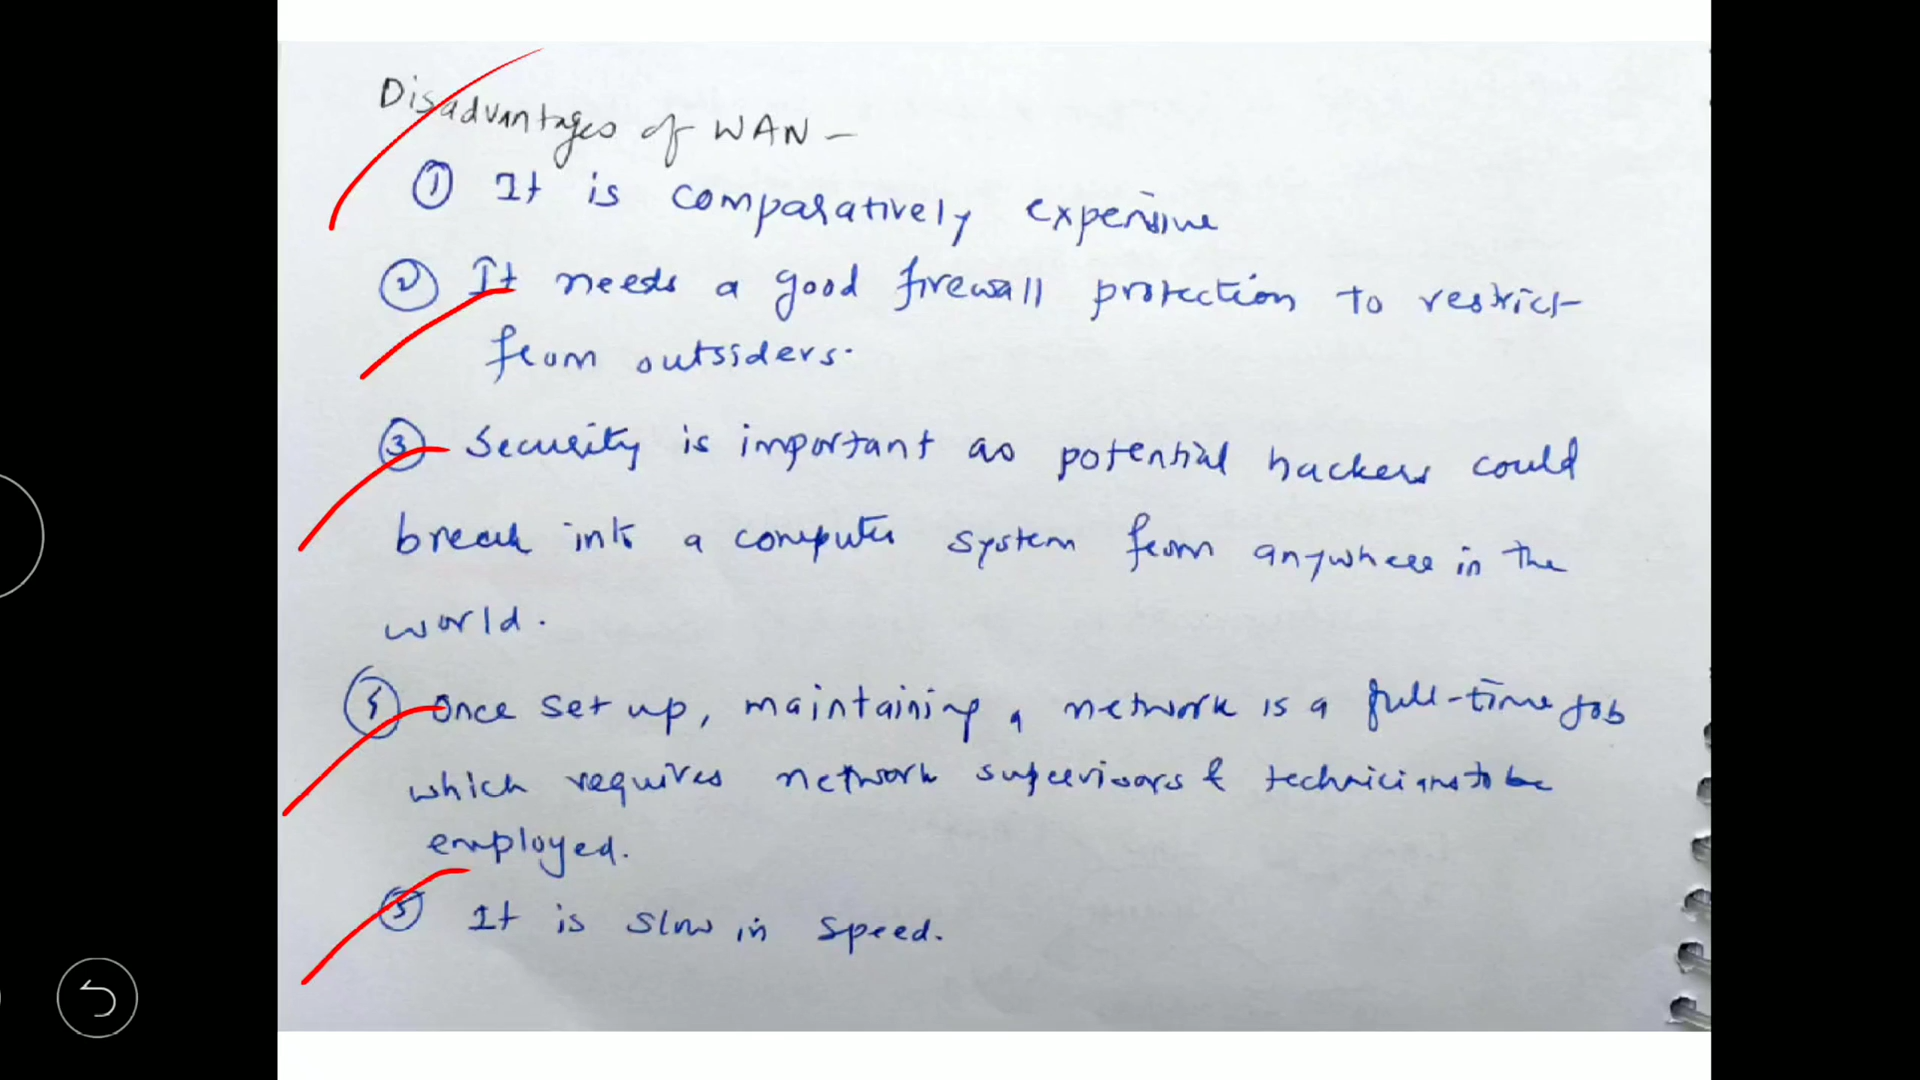 Disadvantages of WAN -
① It is comparatively expensive
② It needs a good firewall protection to restrict
from outssiders.
③ Security is important as potential hackers could
break into a computer system from anywhere in the
world.
④ Once set up, maintaining a network is a full-time job
which requires network supervisors & technicians to be
employed.
⑤ It is slow in speed.